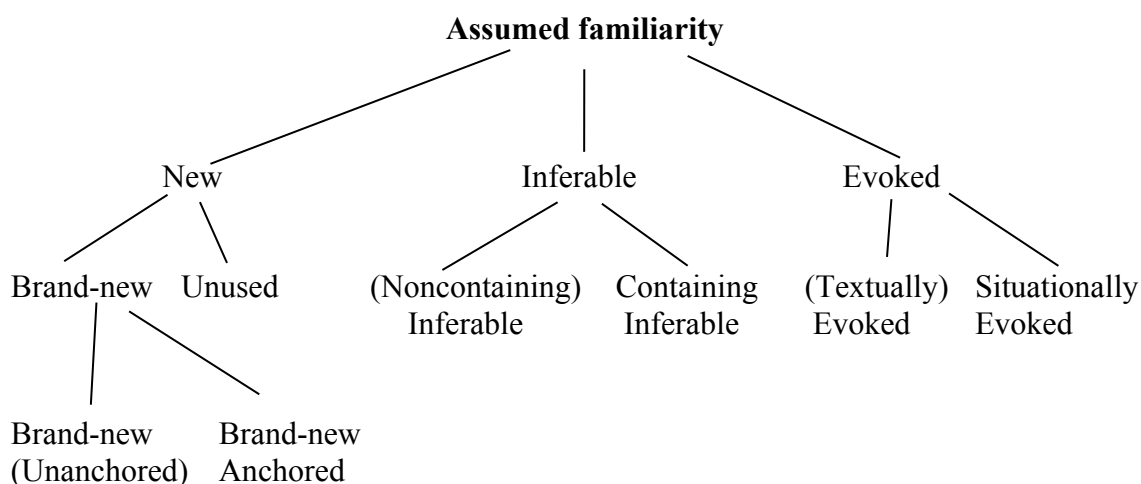 Assumed familiarity
New Inferable Evoked
Brand-new Unused (Noncontaining) Containing (Textually) Situationally
Inferable Inferable Evoked Evoked
Brand-new Brand-new
(Unanchored) Anchored